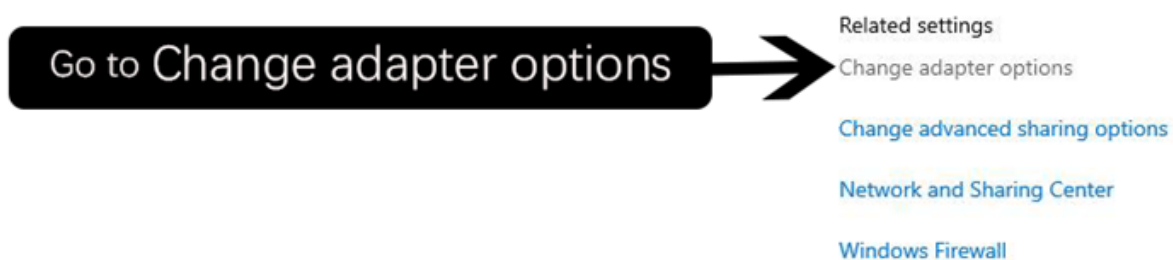 Go to Change adapter options
Related settings
Change adapter options
Change advanced sharing options
Network and Sharing Center
Windows Firewall